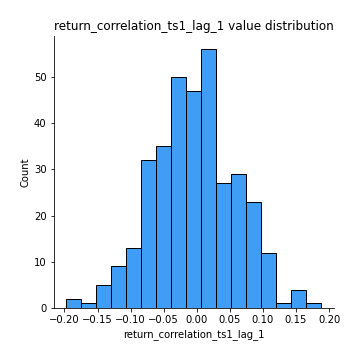 return_correlation_ts1_lag_1 value distribution
Count
50
40
30
20
10
0
−0.20 −0.15 −0.10 −0.05 0.00 0.05 0.10 0.15 0.20
return_correlation_ts1_lag_1